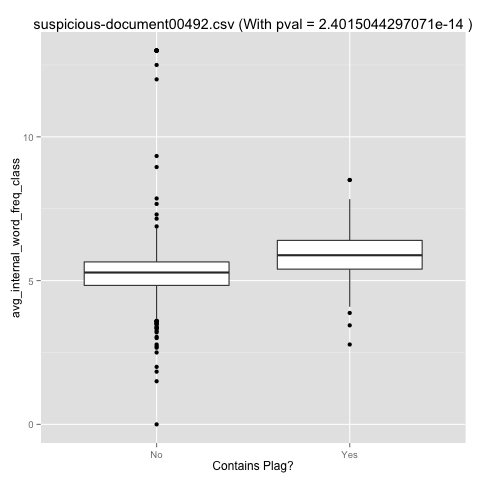 suspicious-document00492.csv (With pval = 2.4015044297071e-14 )
avg_internal_word_freq_class
10
5
0
No Yes
Contains Plag?